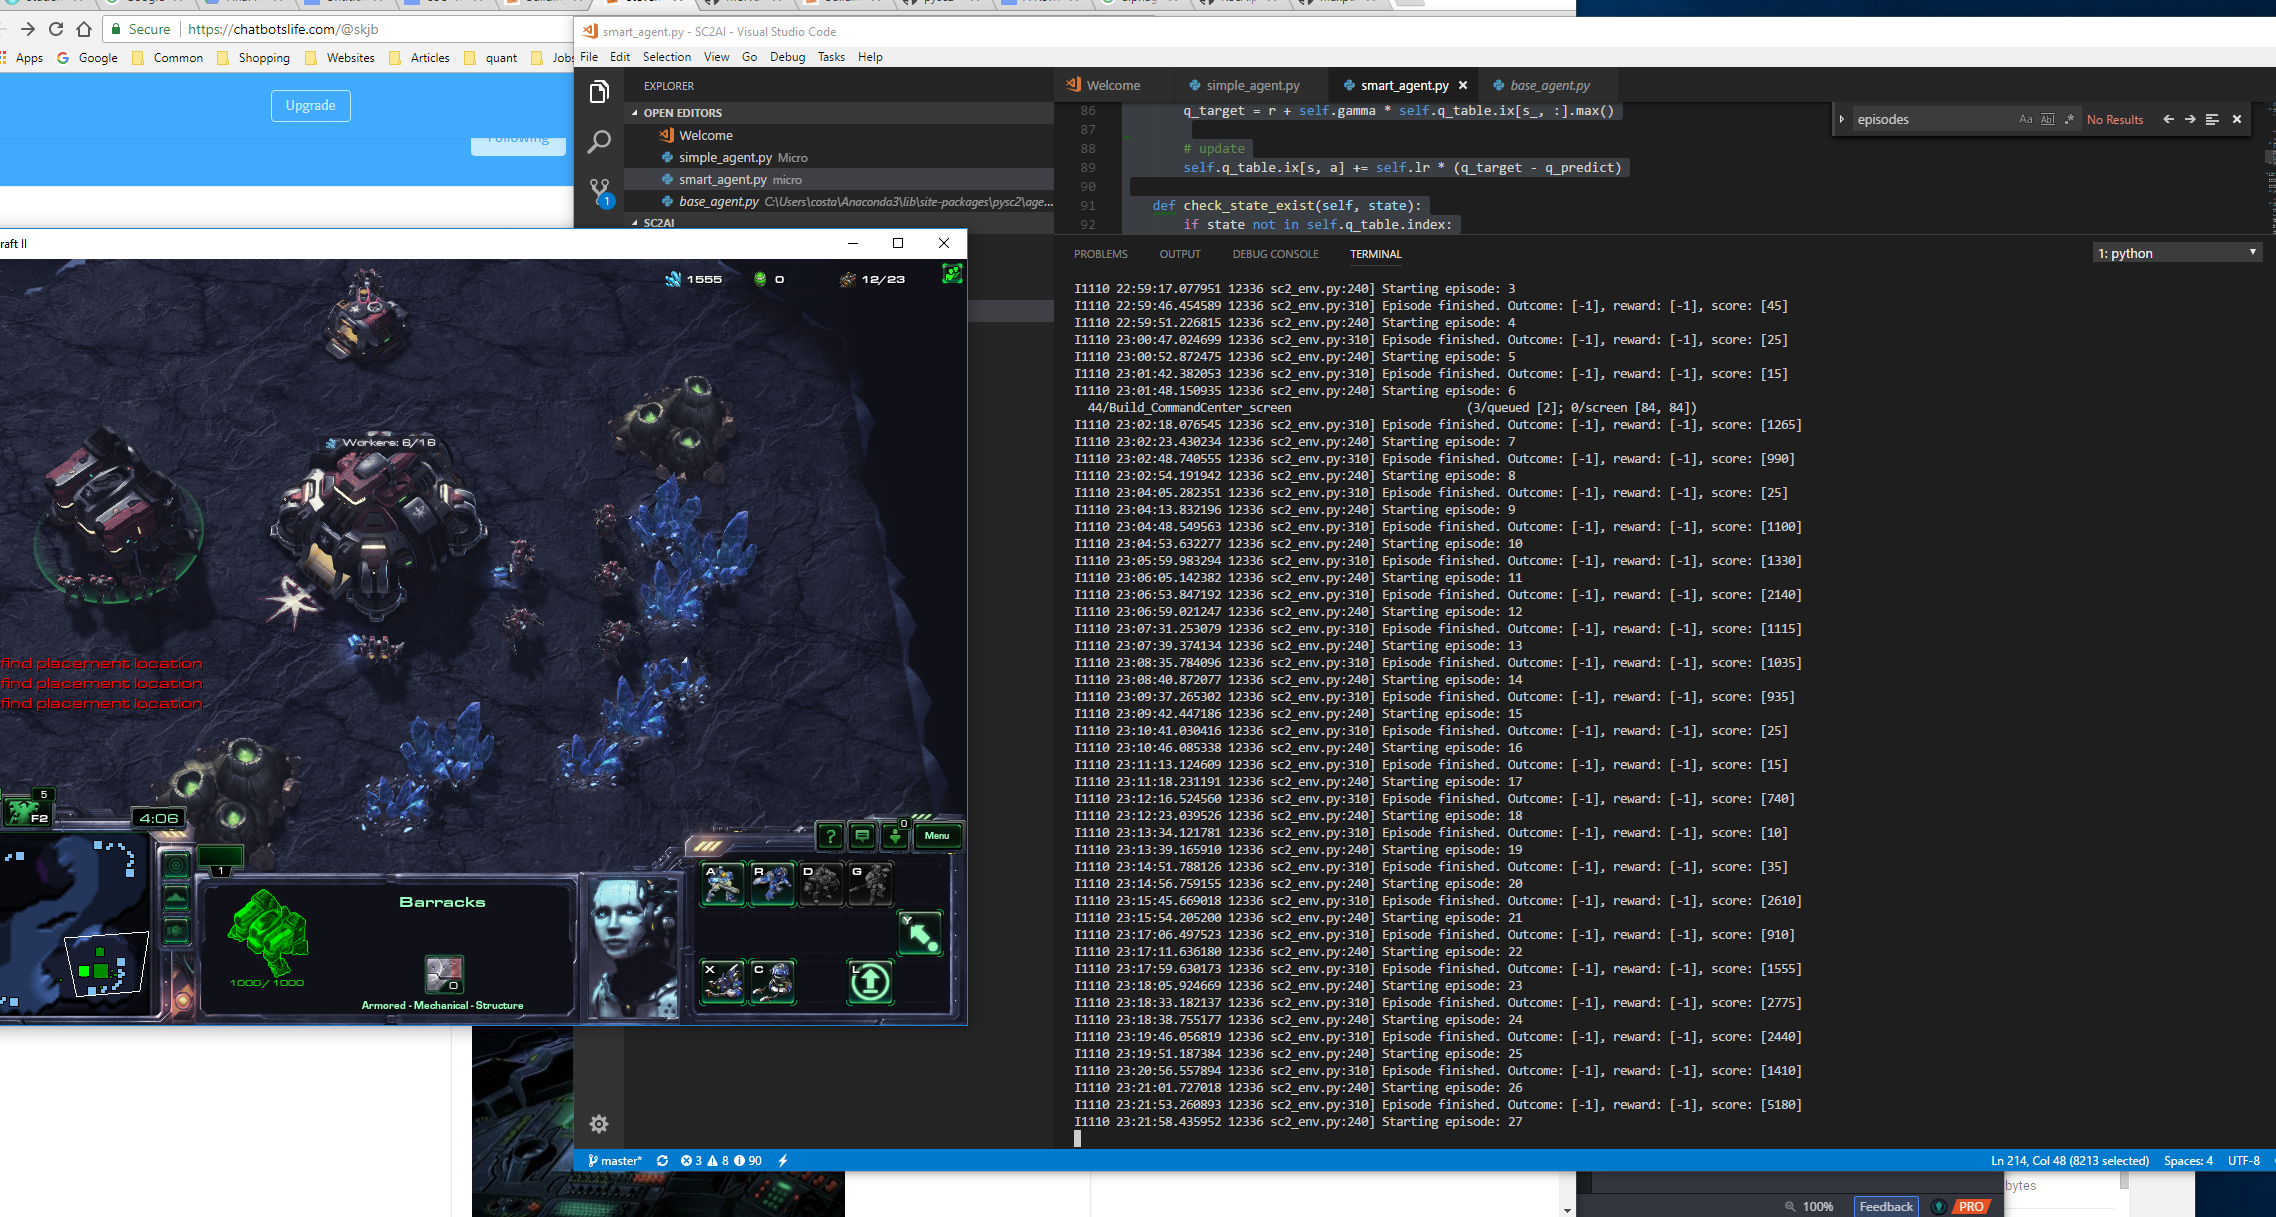 Secure
https://chatbotslife.com/@skjb
Apps
Google
Common
Shopping
Websites
Articles
quant
Jobs
Upgrade
Following
smart_agent.py - SC2AI - Visual Studio Code
File Edit Selection View Go Debug Tasks Help
EXPLORER
OPEN EDITORS
Welcome
simple_agent.py Micro
smart_agent.py micro
base_agent.py C:\Users\costa\Anaconda3\lib\site-packages\pysc2\age...
SC2AI
1
Welcome
simple_agent.py
smart_agent.py
base_agent.py
episodes
Aa
Abl
.*
No Results
86 q_target = r + self.gamma * self.q_table.ix[s_, :].max()
87
88 # update
89 self.q_table.ix[s, a] += self.lr * (q_target - q_predict)
90
91 def check_state_exist(self, state):
92 if state not in self.q_table.index:
PROBLEMS OUTPUT DEBUG CONSOLE TERMINAL
1: python
I1110 22:59:17.077951 12336 sc2_env.py:240] Starting episode: 3
I1110 22:59:46.454589 12336 sc2_env.py:310] Episode finished. Outcome: [-1], reward: [-1], score: [45]
I1110 22:59:51.226815 12336 sc2_env.py:240] Starting episode: 4
I1110 23:00:47.024699 12336 sc2_env.py:310] Episode finished. Outcome: [-1], reward: [-1], score: [25]
I1110 23:00:52.872475 12336 sc2_env.py:240] Starting episode: 5
I1110 23:01:42.382053 12336 sc2_env.py:310] Episode finished. Outcome: [-1], reward: [-1], score: [15]
I1110 23:01:48.150935 12336 sc2_env.py:240] Starting episode: 6
44/Build_CommandCenter_screen (3/queued [2]; 0/screen [84, 84])
I1110 23:02:18.076545 12336 sc2_env.py:310] Episode finished. Outcome: [-1], reward: [-1], score: [1265]
I1110 23:02:23.430234 12336 sc2_env.py:240] Starting episode: 7
I1110 23:02:48.740555 12336 sc2_env.py:310] Episode finished. Outcome: [-1], reward: [-1], score: [990]
I1110 23:02:54.191942 12336 sc2_env.py:240] Starting episode: 8
I1110 23:04:05.282351 12336 sc2_env.py:310] Episode finished. Outcome: [-1], reward: [-1], score: [25]
I1110 23:04:13.832196 12336 sc2_env.py:240] Starting episode: 9
I1110 23:04:48.549563 12336 sc2_env.py:310] Episode finished. Outcome: [-1], reward: [-1], score: [1100]
I1110 23:04:53.632277 12336 sc2_env.py:240] Starting episode: 10
I1110 23:05:59.983294 12336 sc2_env.py:310] Episode finished. Outcome: [-1], reward: [-1], score: [1330]
I1110 23:06:05.142382 12336 sc2_env.py:240] Starting episode: 11
I1110 23:06:53.847192 12336 sc2_env.py:310] Episode finished. Outcome: [-1], reward: [-1], score: [2140]
I1110 23:06:59.021247 12336 sc2_env.py:240] Starting episode: 12
I1110 23:07:31.253079 12336 sc2_env.py:310] Episode finished. Outcome: [-1], reward: [-1], score: [1115]
I1110 23:07:39.374134 12336 sc2_env.py:240] Starting episode: 13
I1110 23:08:35.784096 12336 sc2_env.py:310] Episode finished. Outcome: [-1], reward: [-1], score: [1035]
I1110 23:08:40.872077 12336 sc2_env.py:240] Starting episode: 14
I1110 23:09:37.265302 12336 sc2_env.py:310] Episode finished. Outcome: [-1], reward: [-1], score: [935]
I1110 23:09:42.447186 12336 sc2_env.py:240] Starting episode: 15
I1110 23:10:41.030416 12336 sc2_env.py:310] Episode finished. Outcome: [-1], reward: [-1], score: [25]
I1110 23:10:46.085338 12336 sc2_env.py:240] Starting episode: 16
I1110 23:11:13.124609 12336 sc2_env.py:310] Episode finished. Outcome: [-1], reward: [-1], score: [15]
I1110 23:11:18.231191 12336 sc2_env.py:240] Starting episode: 17
I1110 23:12:16.524560 12336 sc2_env.py:310] Episode finished. Outcome: [-1], reward: [-1], score: [740]
I1110 23:12:23.039526 12336 sc2_env.py:240] Starting episode: 18
I1110 23:13:34.121781 12336 sc2_env.py:310] Episode finished. Outcome: [-1], reward: [-1], score: [10]
I1110 23:13:39.165910 12336 sc2_env.py:240] Starting episode: 19
I1110 23:14:51.788126 12336 sc2_env.py:310] Episode finished. Outcome: [-1], reward: [-1], score: [35]
I1110 23:14:56.759155 12336 sc2_env.py:240] Starting episode: 20
I1110 23:15:45.669018 12336 sc2_env.py:310] Episode finished. Outcome: [-1], reward: [-1], score: [2610]
I1110 23:15:54.205200 12336 sc2_env.py:240] Starting episode: 21
I1110 23:17:06.497523 12336 sc2_env.py:310] Episode finished. Outcome: [-1], reward: [-1], score: [910]
I1110 23:17:11.636180 12336 sc2_env.py:240] Starting episode: 22
I1110 23:17:59.630173 12336 sc2_env.py:310] Episode finished. Outcome: [-1], reward: [-1], score: [1555]
I1110 23:18:05.924669 12336 sc2_env.py:240] Starting episode: 23
I1110 23:18:33.182137 12336 sc2_env.py:310] Episode finished. Outcome: [-1], reward: [-1], score: [2775]
I1110 23:18:38.755177 12336 sc2_env.py:240] Starting episode: 24
I1110 23:19:46.056819 12336 sc2_env.py:310] Episode finished. Outcome: [-1], reward: [-1], score: [2440]
I1110 23:19:51.187384 12336 sc2_env.py:240] Starting episode: 25
I1110 23:20:56.557894 12336 sc2_env.py:310] Episode finished. Outcome: [-1], reward: [-1], score: [1410]
I1110 23:21:01.727018 12336 sc2_env.py:240] Starting episode: 26
I1110 23:21:53.260893 12336 sc2_env.py:310] Episode finished. Outcome: [-1], reward: [-1], score: [5180]
I1110 23:21:58.435952 12336 sc2_env.py:240] Starting episode: 27
raft II
1555 0 12/23
Workers: 6/16
find placement location
find placement location
find placement location
5
F2
4:06
1
0
?
Menu
Barracks
1000/1000
0
Armored - Mechanical - Structure
A R D G
Y
X C L
master*
3 8 90
Ln 214, Col 48 (8213 selected) Spaces: 4 UTF-8
bytes
100%
Feedback
PRO